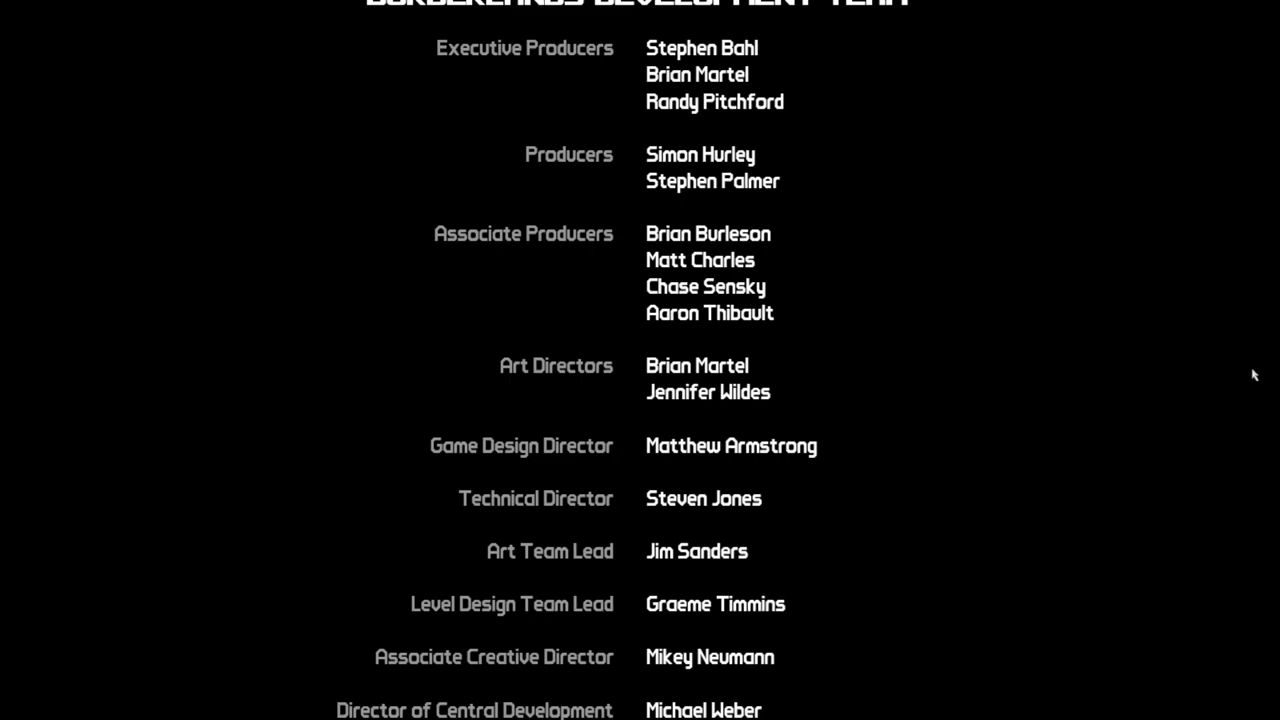 BORDERLANDS DEVELOPMENT TEAM
Executive Producers Stephen Bahl
Brian Martel
Randy Pitchford
Producers Simon Hurley
Stephen Palmer
Associate Producers Brian Burleson
Matt Charles
Chase Sensky
Aaron Thibault
Art Directors Brian Martel
Jennifer Wildes
Game Design Director Matthew Armstrong
Technical Director Steven Jones
Art Team Lead Jim Sanders
Level Design Team Lead Graeme Timmins
Associate Creative Director Mikey Neumann
Director of Central Development Michael Weber